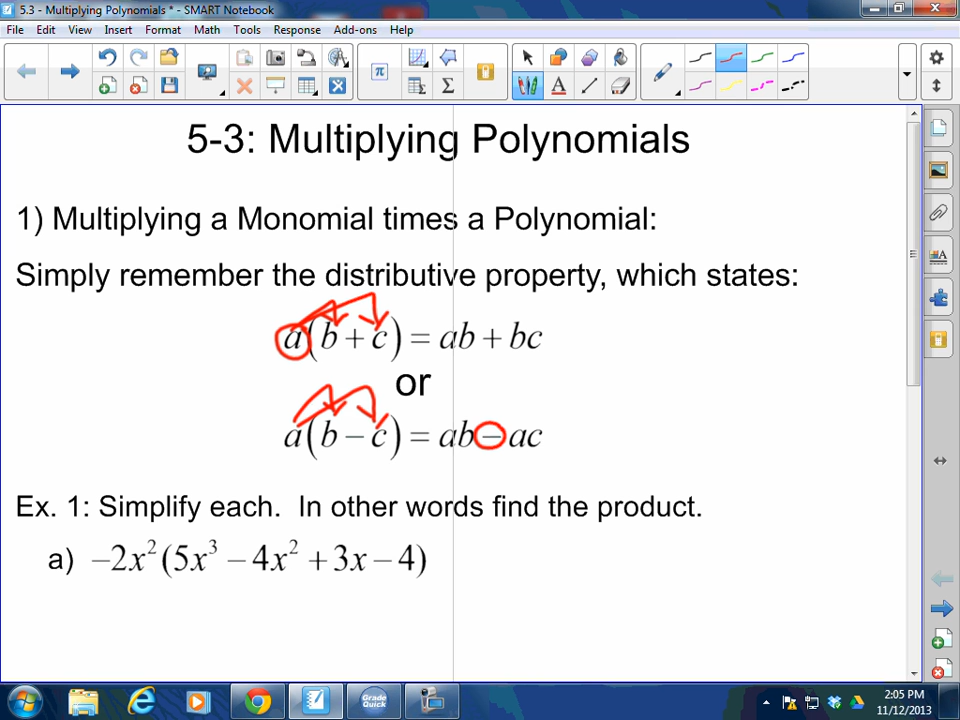 5.3 - Multiplying Polynomials * - SMART Notebook
File Edit View Insert Format Math Tools Response Add-ons Help
5-3: Multiplying Polynomials
1) Multiplying a Monomial times a Polynomial:
Simply remember the distributive property, which states:
a(b + c) = ab + bc
or
a(b − c) = ab − ac
Ex. 1: Simplify each. In other words find the product.
a) −2x²(5x³ − 4x² + 3x − 4)
Grade Quick
2:05 PM
11/12/2013